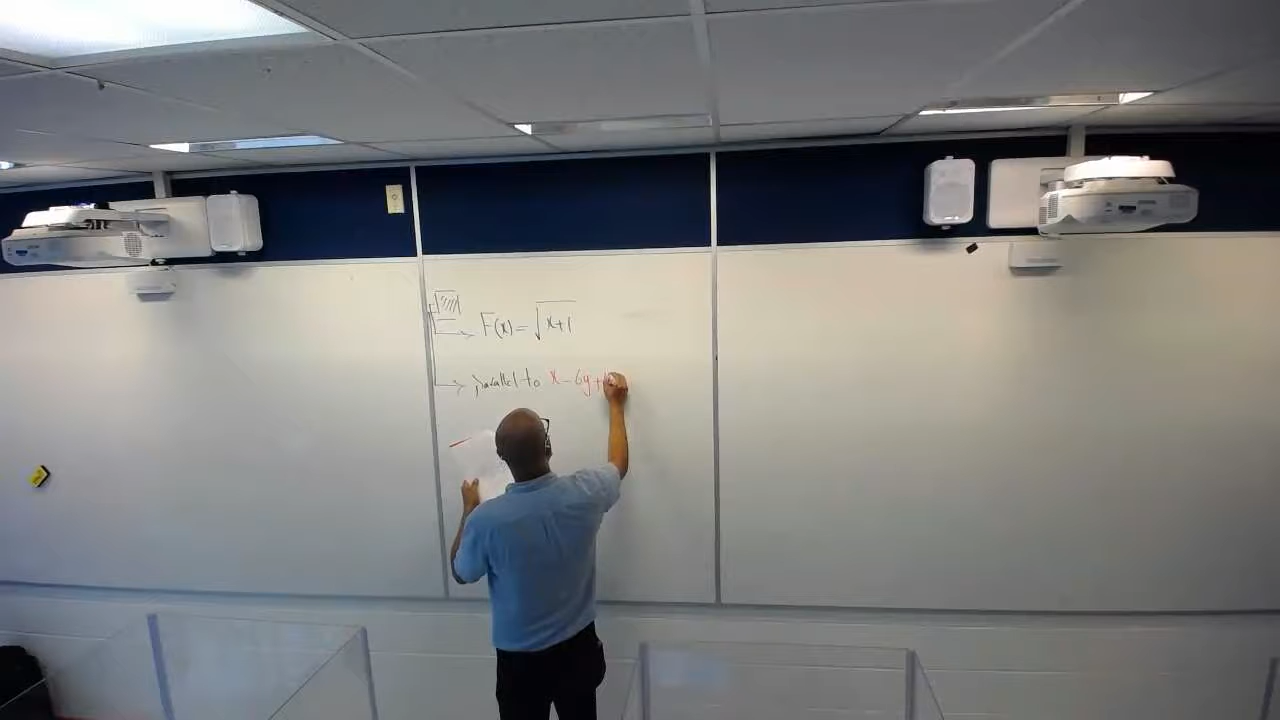 F(x) = √x+1
parallel to x - 6y +